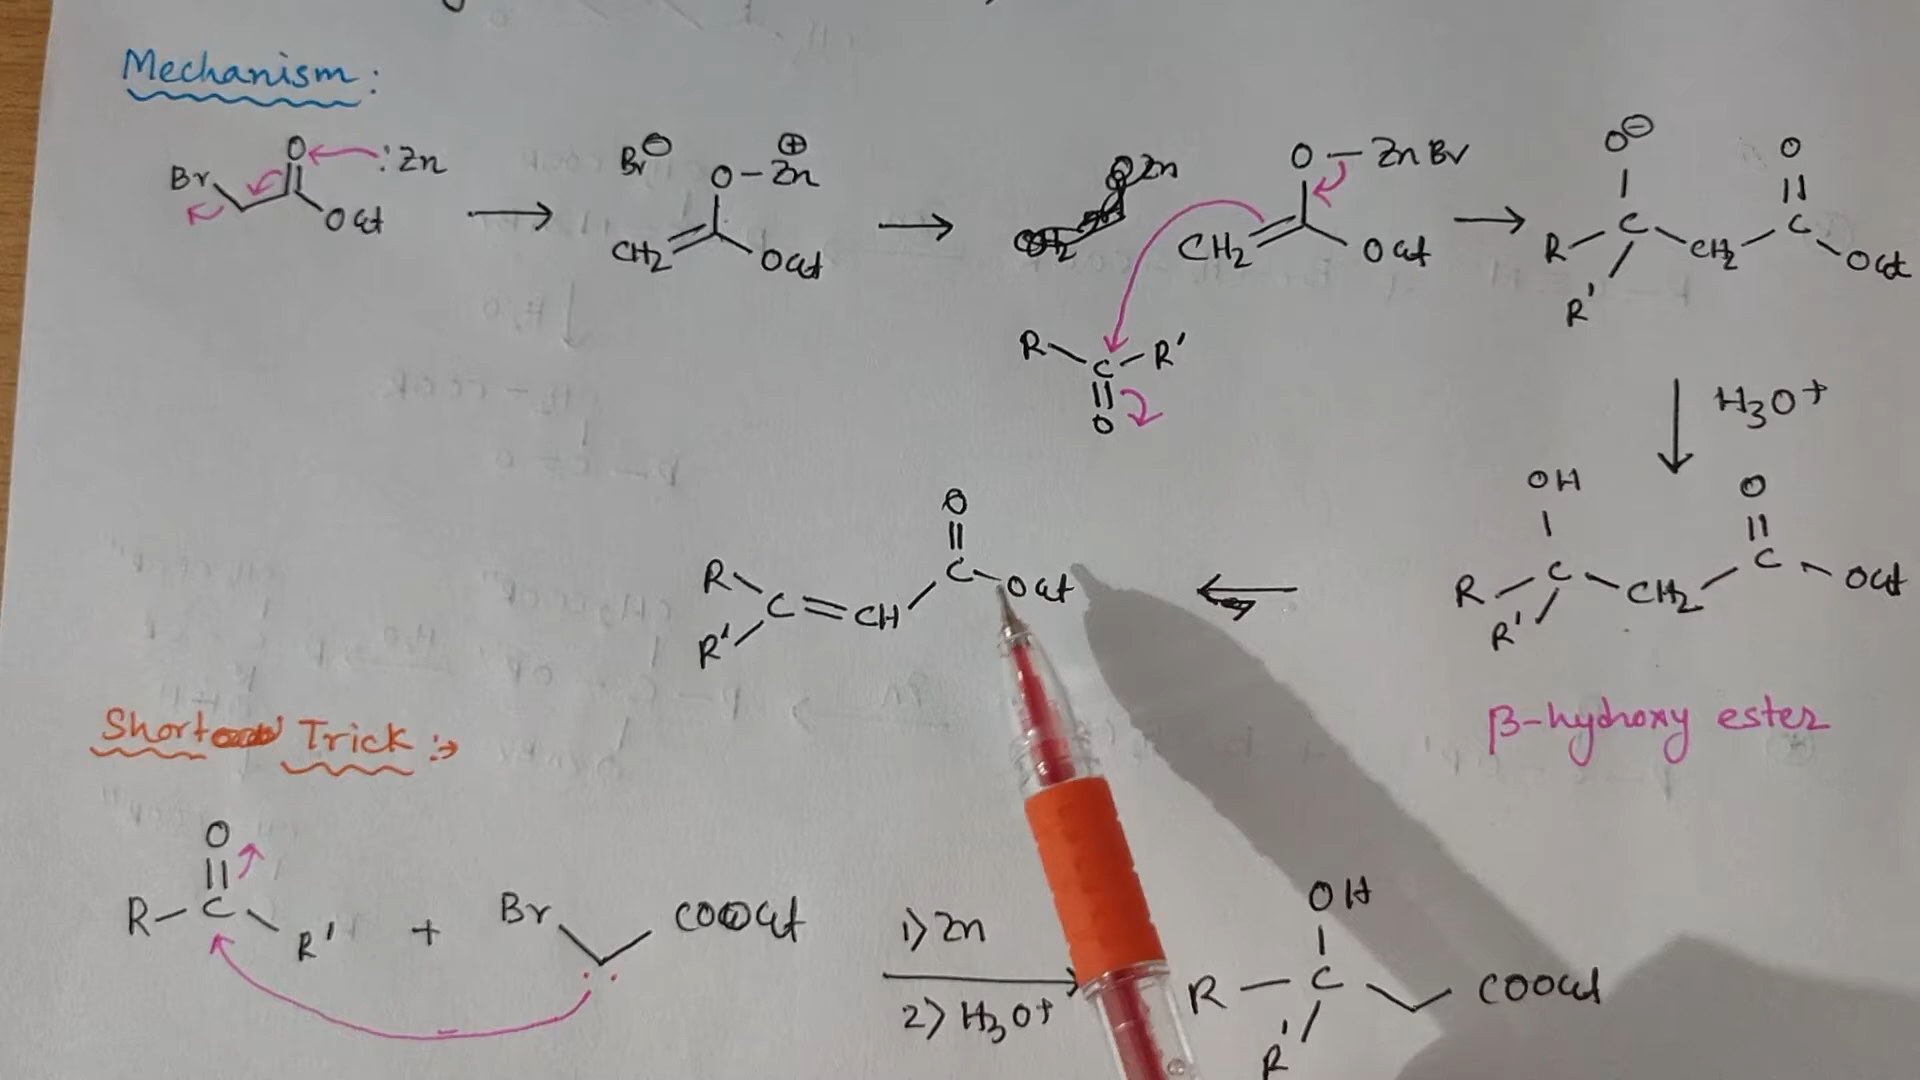 Mechanism:
Br O :Zn OEt
Br⊖ O-Zn⊕ CH2 OEt
O-ZnBr CH2 OEt
R C R' O
O⊖ O R C CH2 C OEt R'
H3O+
OH O R C CH2 C OEt R'
β-hydroxy ester
O R C=CH C OEt R'
Short Trick :->
O R-C R' + Br COOEt
1) Zn
2) H3O+
OH R-C COOEt R'